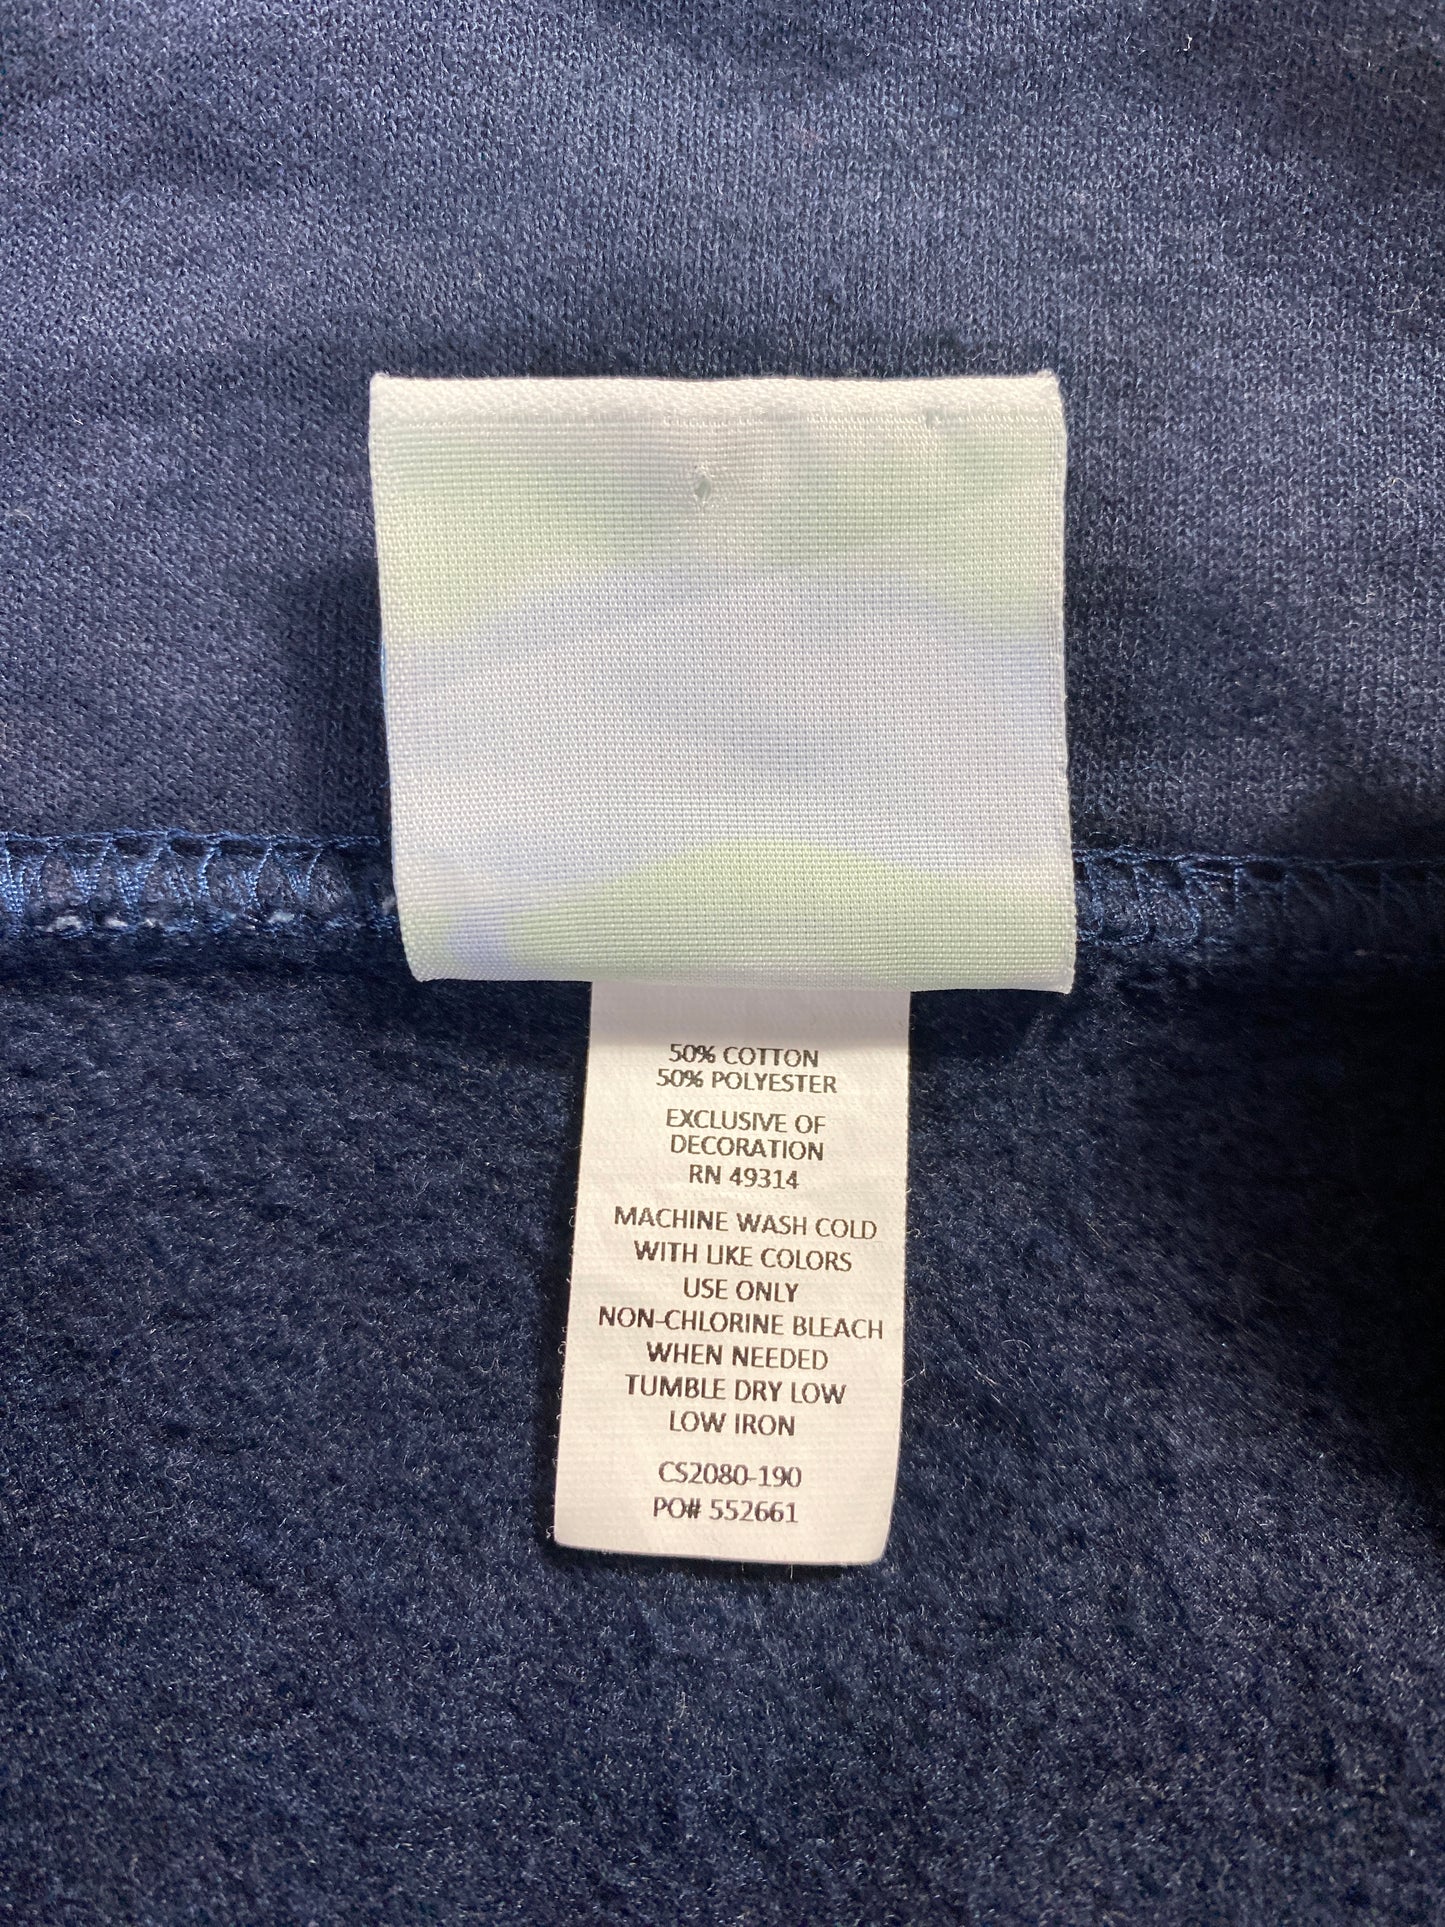 50% COTTON
50% POLYESTER
EXCLUSIVE OF
DECORATION
RN 49314
MACHINE WASH COLD
WITH LIKE COLORS
USE ONLY
NON-CHLORINE BLEACH
WHEN NEEDED
TUMBLE DRY LOW
LOW IRON
CS2080-190
PO# 552661